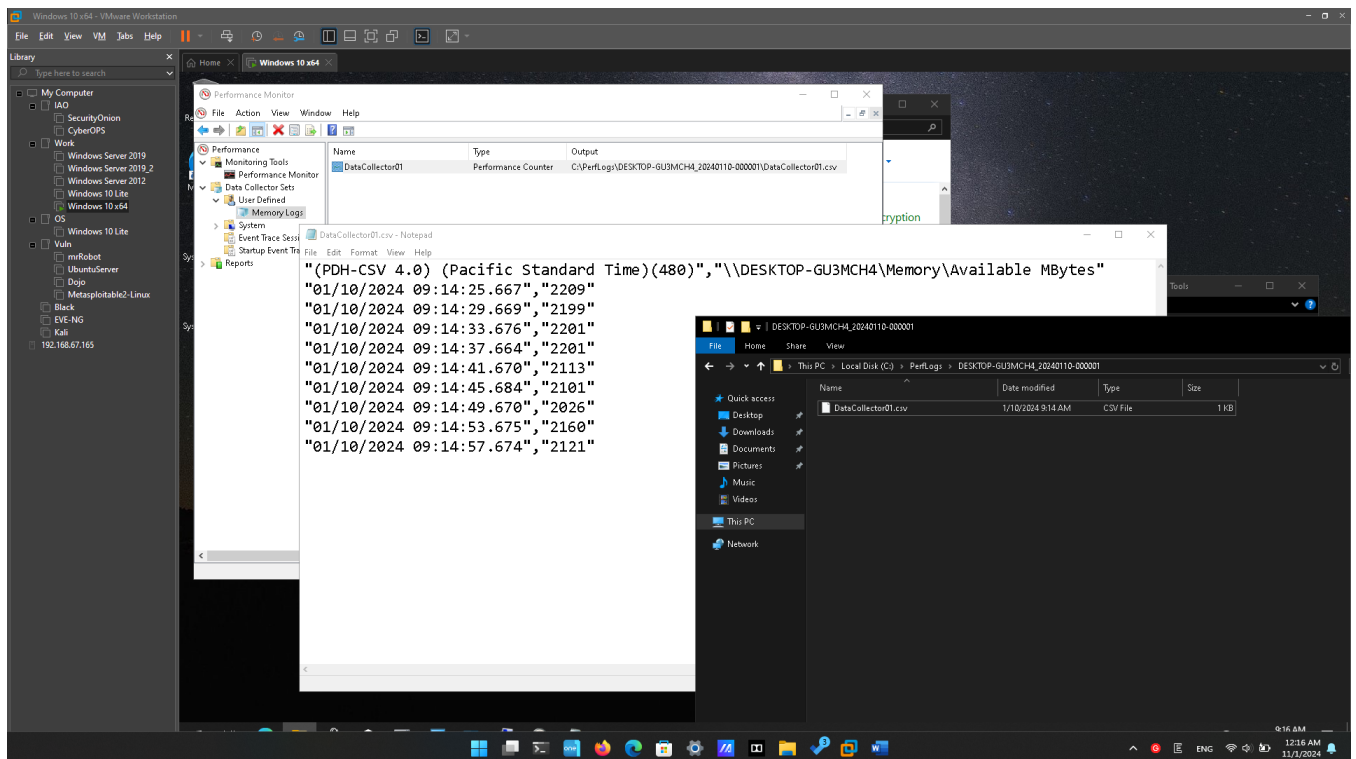 Windows 10 x64 - VMware Workstation
File Edit View VM Tabs Help
Library
Type here to search
My Computer
IAO
SecurityOnion
CyberOPS
Work
Windows Server 2019
Windows Server 2019_2
Windows Server 2012
Windows 10 Lite
Windows 10 x64
OS
Windows 10 Lite
Vuln
mrRobot
UbuntuServer
Dojo
Metasploitable2-Linux
Black
EVE-NG
Kali
192.168.67.165
Home
Windows 10 x64
Performance Monitor
File Action View Window Help
Performance
Monitoring Tools
Performance Monitor
Data Collector Sets
User Defined
Memory Logs
System
Event Trace Sessi
Startup Event Tra
Reports
Name Type Output
DataCollector01 Performance Counter C:\PerfLogs\DESKTOP-GU3MCH4_20240110-000001\DataCollector01.csv
Re
M
Sy
Sys
cryption
Tools
DataCollector01.csv - Notepad
File Edit Format View Help
"(PDH-CSV 4.0) (Pacific Standard Time)(480)","\\DESKTOP-GU3MCH4\Memory\Available MBytes"
"01/10/2024 09:14:25.667","2209"
"01/10/2024 09:14:29.669","2199"
"01/10/2024 09:14:33.676","2201"
"01/10/2024 09:14:37.664","2201"
"01/10/2024 09:14:41.670","2113"
"01/10/2024 09:14:45.684","2101"
"01/10/2024 09:14:49.670","2026"
"01/10/2024 09:14:53.675","2160"
"01/10/2024 09:14:57.674","2121"
DESKTOP-GU3MCH4_20240110-000001
File Home Share View
This PC > Local Disk (C:) > PerfLogs > DESKTOP-GU3MCH4_20240110-000001
Quick access
Desktop
Downloads
Documents
Pictures
Music
Videos
This PC
Network
Name Date modified Type Size
DataCollector01.csv 1/10/2024 9:14 AM CSV File 1 KB
9:16 AM
ENG
12:16 AM
11/1/2024